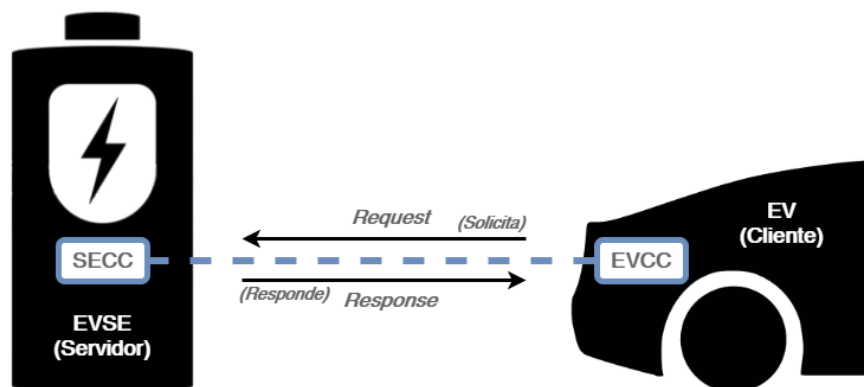 Request (Solicita)
SECC
EVCC
(Responde) Response
EVSE
(Servidor)
EV
(Cliente)